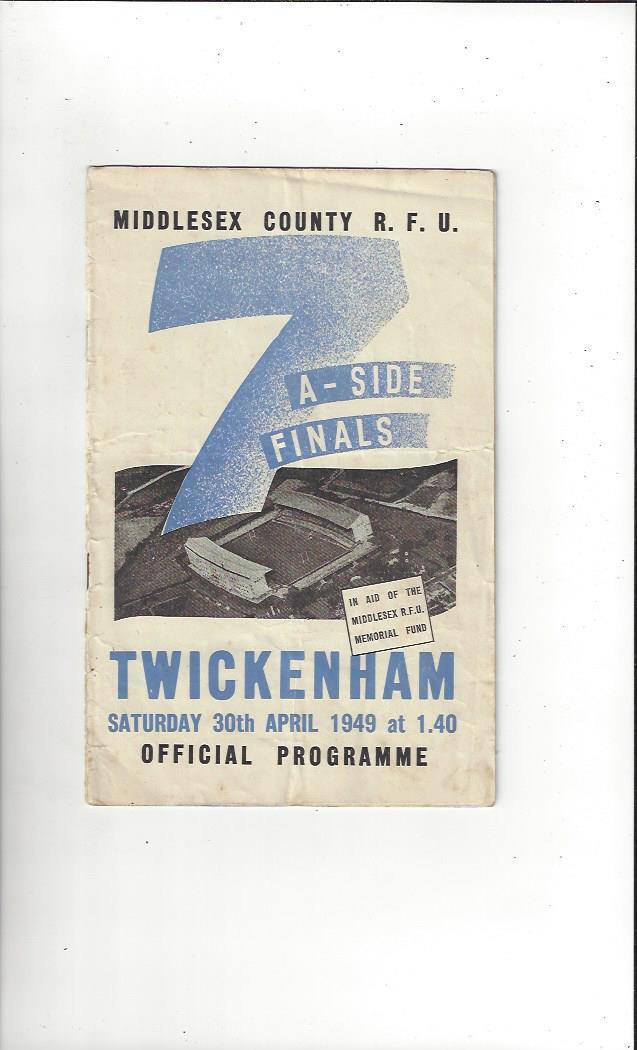 MIDDLESEX COUNTY R. F. U.
7
A-SIDE
FINALS
IN AID OF THE
MIDDLESEX R.F.U.
MEMORIAL FUND
TWICKENHAM
SATURDAY 30th APRIL 1949 at 1.40
OFFICIAL PROGRAMME